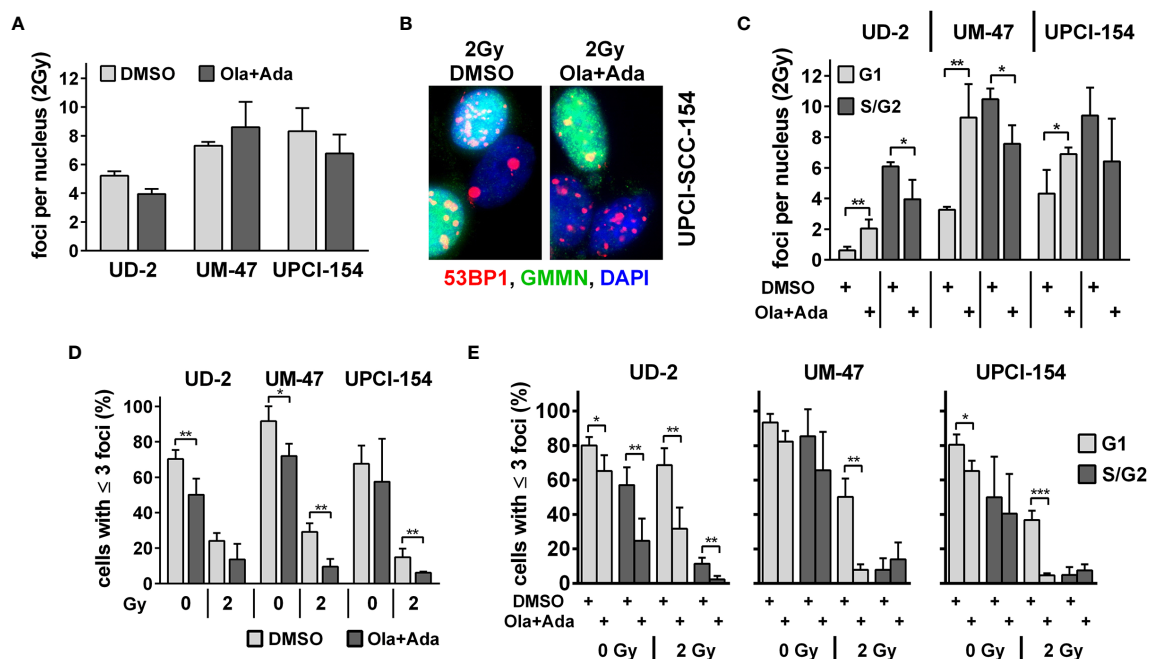 A
foci per nucleus (2Gy)
12
10
8
6
4
2
0
DMSO
Ola+Ada
UD-2
UM-47
UPCI-154
B
2Gy
DMSO
2Gy
Ola+Ada
UPCI-SCC-154
53BP1, GMMN, DAPI
C
UD-2
UM-47
UPCI-154
foci per nucleus (2Gy)
12
10
8
6
4
2
0
G1
S/G2
**
*
**
*
*
DMSO + + + + + +
Ola+Ada + + + + + +
D
UD-2
UM-47
UPCI-154
cells with ≤ 3 foci (%)
100
80
60
40
20
0
**
*
**
**
Gy 0 2 0 2 0 2
DMSO
Ola+Ada
E
UD-2
UM-47
UPCI-154
cells with ≤ 3 foci (%)
100
80
60
40
20
0
*
**
**
**
**
*
***
G1
S/G2
DMSO + + + + + + + + + + + +
Ola+Ada + + + + + + + + + + + +
0 Gy 2 Gy 0 Gy 2 Gy 0 Gy 2 Gy